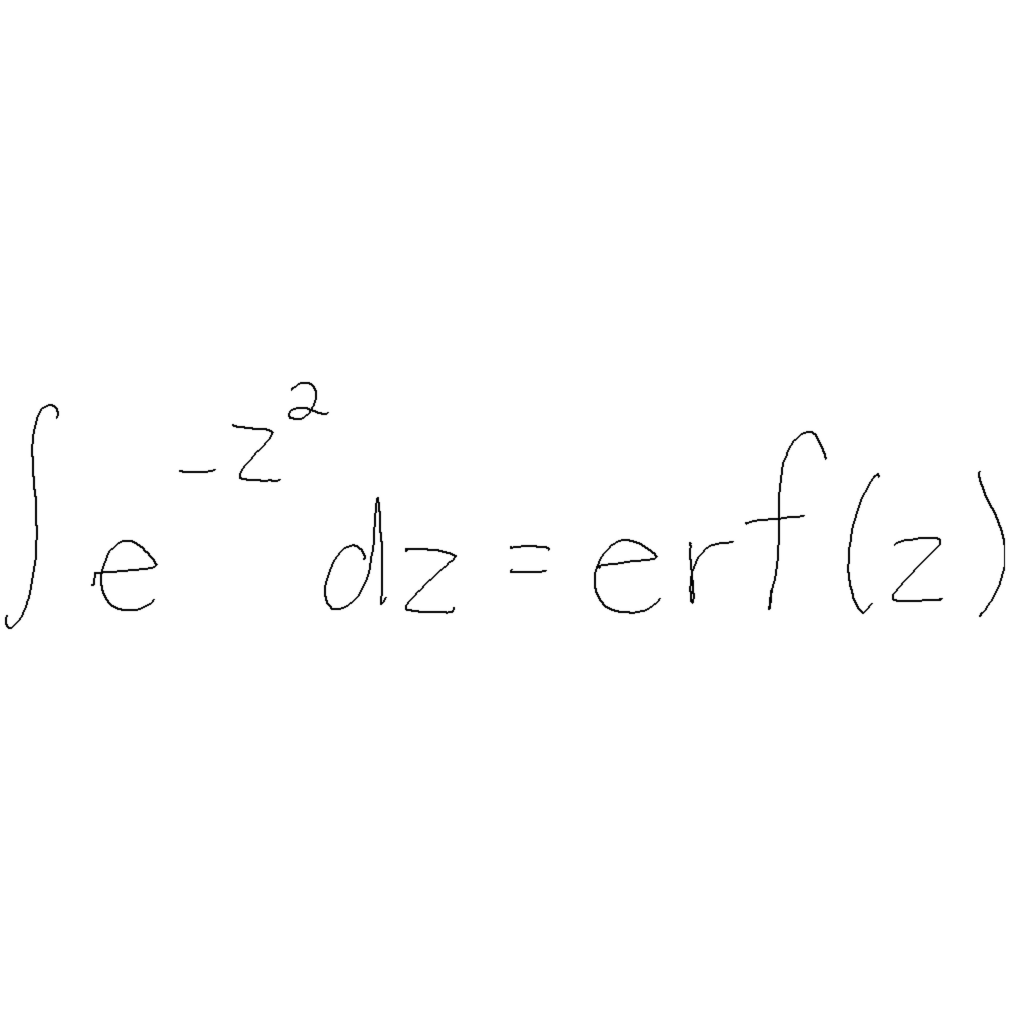 ∫ e^{-z^2} dz = erf(z)